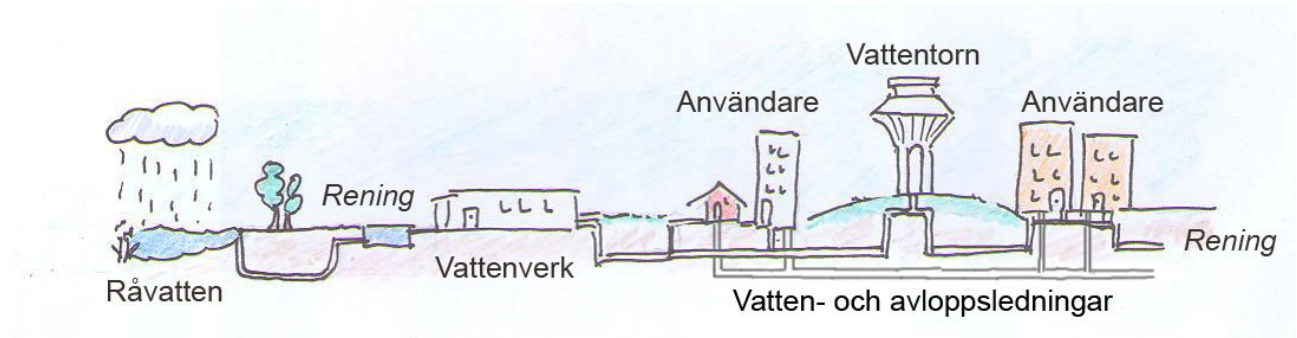 Vattentorn
Användare
Användare
Rening
Rening
Vattenverk
Råvatten
Vatten- och avloppsledningar